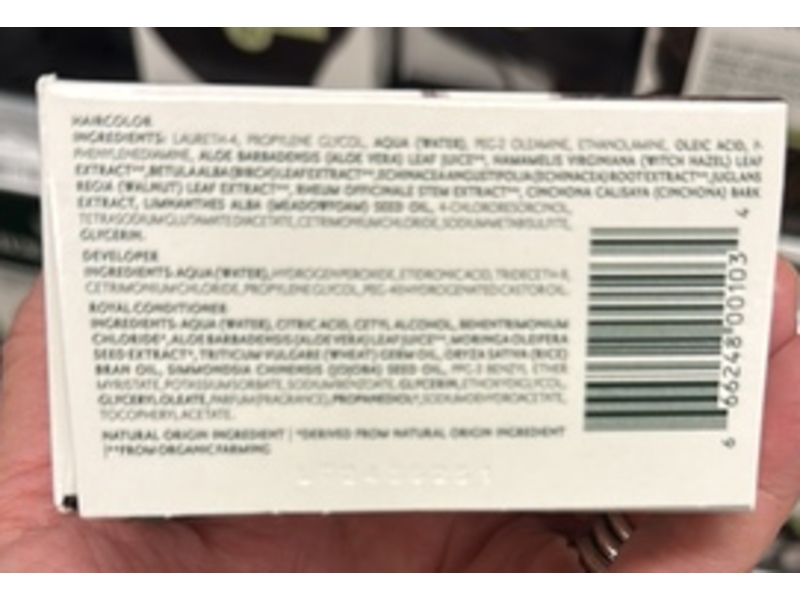 HAIRCOLOR
INGREDIENTS: LAURETH-4, PROPYLENE GLYCOL, AQUA (WATER), PEG-2 OLEAMINE, ETHANOLAMINE, OLEIC ACID, P-
PHENYLENEDIAMINE, ALOE BARBADENSIS (ALOE VERA) LEAF JUICE**, HAMAMELIS VIRGINIANA (WITCH HAZEL) LEAF
EXTRACT**, BETULA ALBA (BIRCH) LEAF EXTRACT**, ECHINACEA ANGUSTIFOLIA (ECHINACEA) ROOT EXTRACT**, JUGLANS
REGIA (WALNUT) LEAF EXTRACT**, RHEUM OFFICINALE STEM EXTRACT**, CINCHONA CALISAYA (CINCHONA) BARK
EXTRACT, LIMNANTHES ALBA (MEADOWFOAM) SEED OIL, 4-CHLORORESORCINOL,
TETRASODIUM GLUTAMATE DIACETATE, CETRIMONIUM CHLORIDE, SODIUM METABISULFITE,
GLYCERIN.
DEVELOPER
INGREDIENTS: AQUA (WATER), HYDROGEN PEROXIDE, ETIDRONIC ACID, TRIDECETH-9,
CETRIMONIUM CHLORIDE, PROPYLENE GLYCOL, PEG-40 HYDROGENATED CASTOR OIL.
ROYAL CONDITIONER
INGREDIENTS: AQUA (WATER), CITRIC ACID, CETYL ALCOHOL, BEHENTRIMONIUM
CHLORIDE*, ALOE BARBADENSIS (ALOE VERA) LEAF JUICE**, MORINGA OLEIFERA
SEED EXTRACT*, TRITICUM VULGARE (WHEAT) GERM OIL, ORYZA SATIVA (RICE)
BRAN OIL, SIMMONDSIA CHINENSIS (JOJOBA) SEED OIL, PPG-3 BENZYL ETHER
MYRISTATE, POTASSIUM SORBATE, SODIUM BENZOATE, GLYCERIN, ETHOXYDIGLYCOL,
GLYCERYL OLEATE, PARFUM (FRAGRANCE), PROPANEDIOL*, SODIUM DEHYDROACETATE,
TOCOPHERYL ACETATE.
NATURAL ORIGIN INGREDIENT | *DERIVED FROM NATURAL ORIGIN INGREDIENT
|**FROM ORGANIC FARMING
6 66248 00103 4